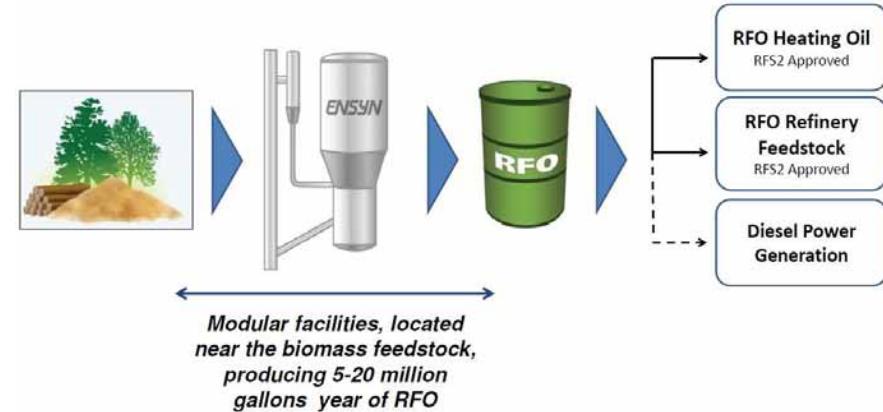 ENSYN
RFO
RFO Heating Oil
RFS2 Approved
RFO Refinery
Feedstock
RFS2 Approved
Diesel Power
Generation
Modular facilities, located
near the biomass feedstock,
producing 5-20 million
gallons year of RFO